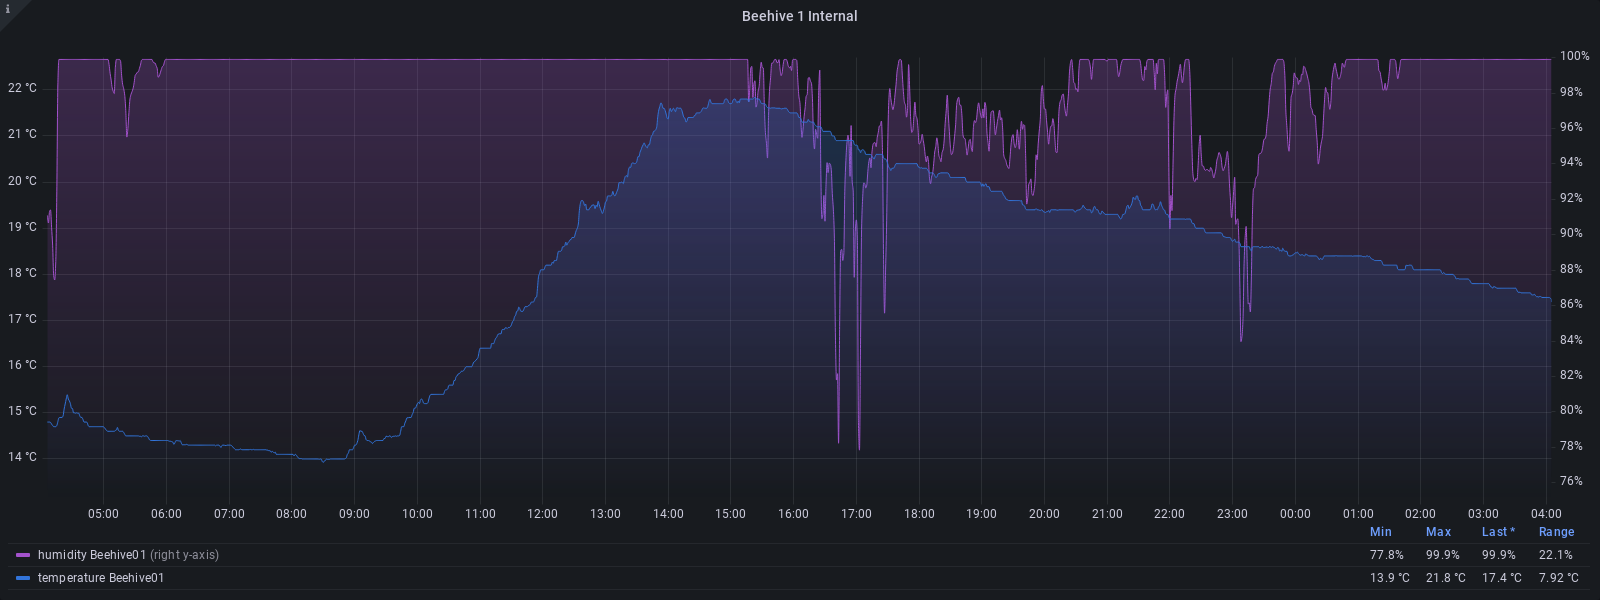 i
Beehive 1 Internal
22 °C
21 °C
20 °C
19 °C
18 °C
17 °C
16 °C
15 °C
14 °C
100%
98%
96%
94%
92%
90%
88%
86%
84%
82%
80%
78%
76%
05:00 06:00 07:00 08:00 09:00 10:00 11:00 12:00 13:00 14:00 15:00 16:00 17:00 18:00 19:00 20:00 21:00 22:00 23:00 00:00 01:00 02:00 03:00 04:00
Min Max Last * Range
humidity Beehive01 (right y-axis) 77.8% 99.9% 99.9% 22.1%
temperature Beehive01 13.9 °C 21.8 °C 17.4 °C 7.92 °C